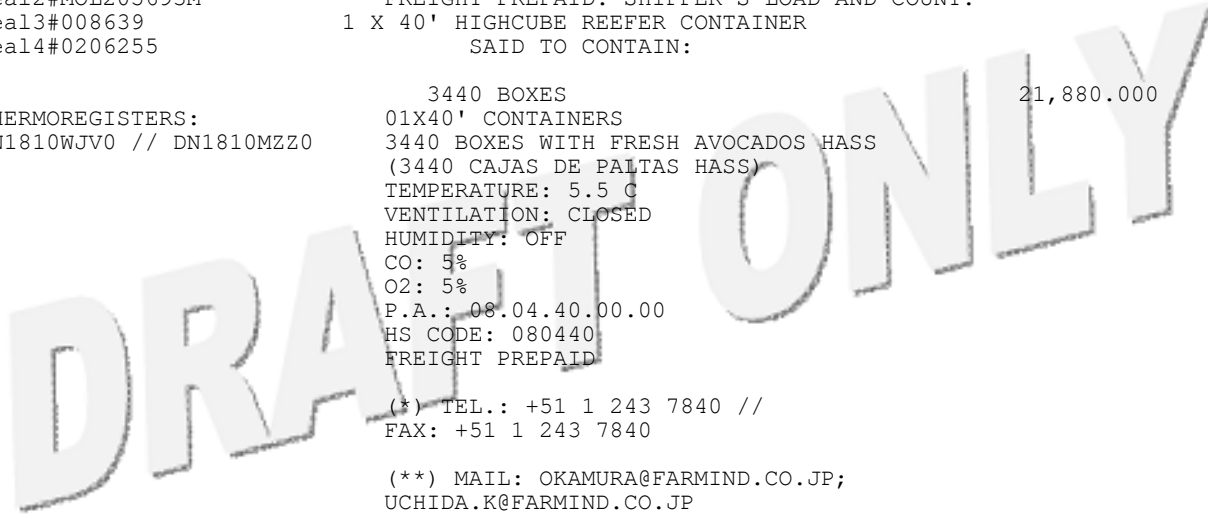 FREIGHT PREPAID. SHIPPER'S LOAD AND COUNT.
eal3#008639 1 X 40' HIGHCUBE REEFER CONTAINER
eal4#0206255 SAID TO CONTAIN:
3440 BOXES 21,880.000
HERMOREGISTERS: 01X40' CONTAINERS
N1810WJV0 // DN1810MZZ0 3440 BOXES WITH FRESH AVOCADOS HASS
(3440 CAJAS DE PALTAS HASS)
TEMPERATURE: 5.5 C
VENTILATION: CLOSED
HUMIDITY: OFF
CO: 5%
O2: 5%
P.A.: 08.04.40.00.00
HS CODE: 080440
FREIGHT PREPAID
(*) TEL.: +51 1 243 7840 //
FAX: +51 1 243 7840
(**) MAIL: OKAMURA@FARMIND.CO.JP;
UCHIDA.K@FARMIND.CO.JP
DRAFT ONLY